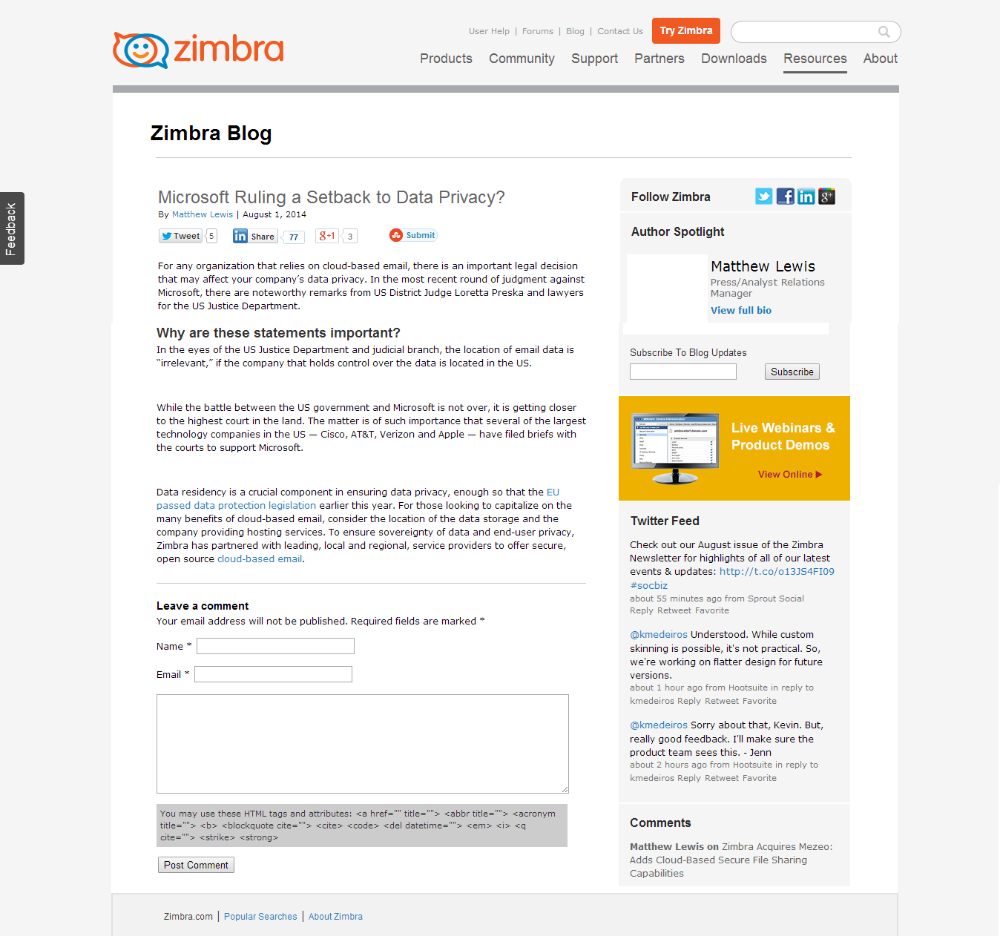 zimbra
User Help | Forums | Blog | Contact Us
Try Zimbra
Products Community Support Partners Downloads Resources About
Zimbra Blog
Feedback
Microsoft Ruling a Setback to Data Privacy?
By Matthew Lewis | August 1, 2014
Tweet 5 in Share 77 g+1 3 Submit
For any organization that relies on cloud-based email, there is an important legal decision
that may affect your company’s data privacy. In the most recent round of judgment against
Microsoft, there are noteworthy remarks from US District Judge Loretta Preska and lawyers
for the US Justice Department.
Why are these statements important?
In the eyes of the US Justice Department and judicial branch, the location of email data is
“irrelevant,” if the company that holds control over the data is located in the US.
While the battle between the US government and Microsoft is not over, it is getting closer
to the highest court in the land. The matter is of such importance that several of the largest
technology companies in the US — Cisco, AT&T, Verizon and Apple — have filed briefs with
the courts to support Microsoft.
Data residency is a crucial component in ensuring data privacy, enough so that the EU
passed data protection legislation earlier this year. For those looking to capitalize on the
many benefits of cloud-based email, consider the location of the data storage and the
company providing hosting services. To ensure sovereignty of data and end-user privacy,
Zimbra has partnered with leading, local and regional, service providers to offer secure,
open source cloud-based email.
Leave a comment
Your email address will not be published. Required fields are marked *
Name *
Email *
You may use these HTML tags and attributes: <a href="" title=""> <abbr title=""> <acronym
title=""> <b> <blockquote cite=""> <cite> <code> <del datetime=""> <em> <i> <q
cite=""> <strike> <strong>
Post Comment
Follow Zimbra
Author Spotlight
Matthew Lewis
Press/Analyst Relations
Manager
View full bio
Subscribe To Blog Updates
Subscribe
Live Webinars &
Product Demos
View Online
Twitter Feed
Check out our August issue of the Zimbra
Newsletter for highlights of all of our latest
events & updates: http://t.co/o13JS4FI09
#socbiz
about 55 minutes ago from Sprout Social
Reply Retweet Favorite
@kmedeiros Understood. While custom
skinning is possible, it's not practical. So,
we're working on flatter design for future
versions.
about 1 hour ago from Hootsuite in reply to
kmedeiros Reply Retweet Favorite
@kmedeiros Sorry about that, Kevin. But,
really good feedback. I'll make sure the
product team sees this. - Jenn
about 2 hours ago from Hootsuite in reply to
kmedeiros Reply Retweet Favorite
Comments
Matthew Lewis on Zimbra Acquires Mezeo:
Adds Cloud-Based Secure File Sharing
Capabilities
Zimbra.com | Popular Searches | About Zimbra